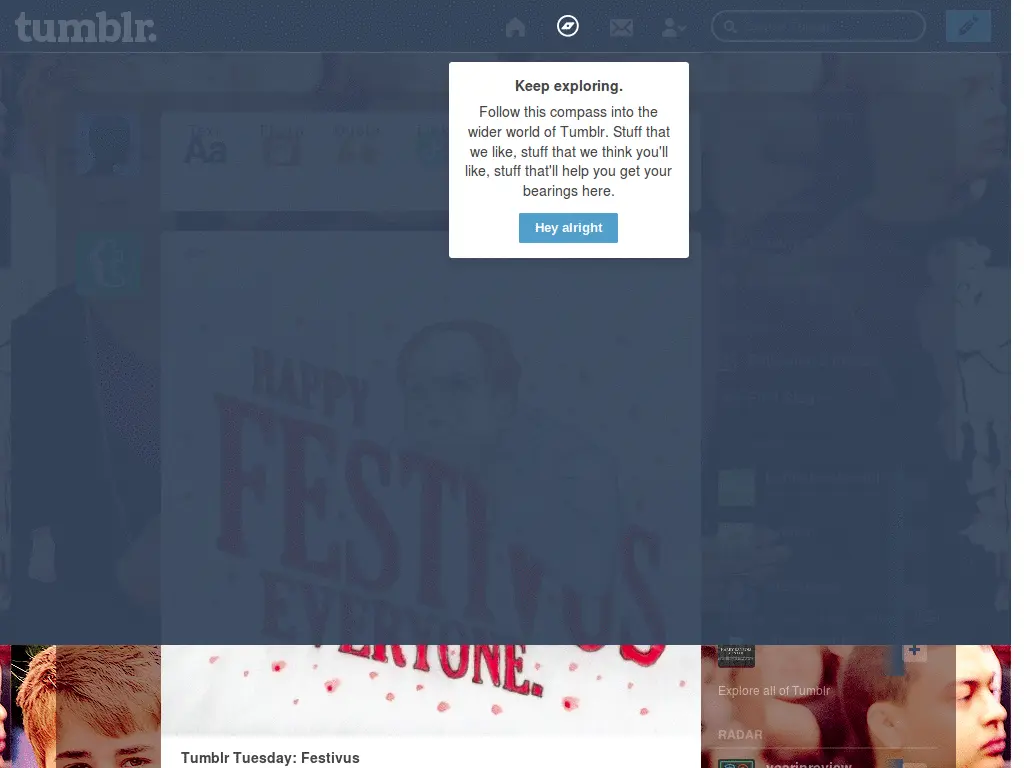 tumblr.
Keep exploring.
Follow this compass into the
wider world of Tumblr. Stuff that
we like, stuff that we think you'll
like, stuff that'll help you get your
bearings here.
Hey alright
Aa
HAPPY
FESTIVUS
EVERYONE.
Explore all of Tumblr
RADAR
Tumblr Tuesday: Festivus
yearinreview